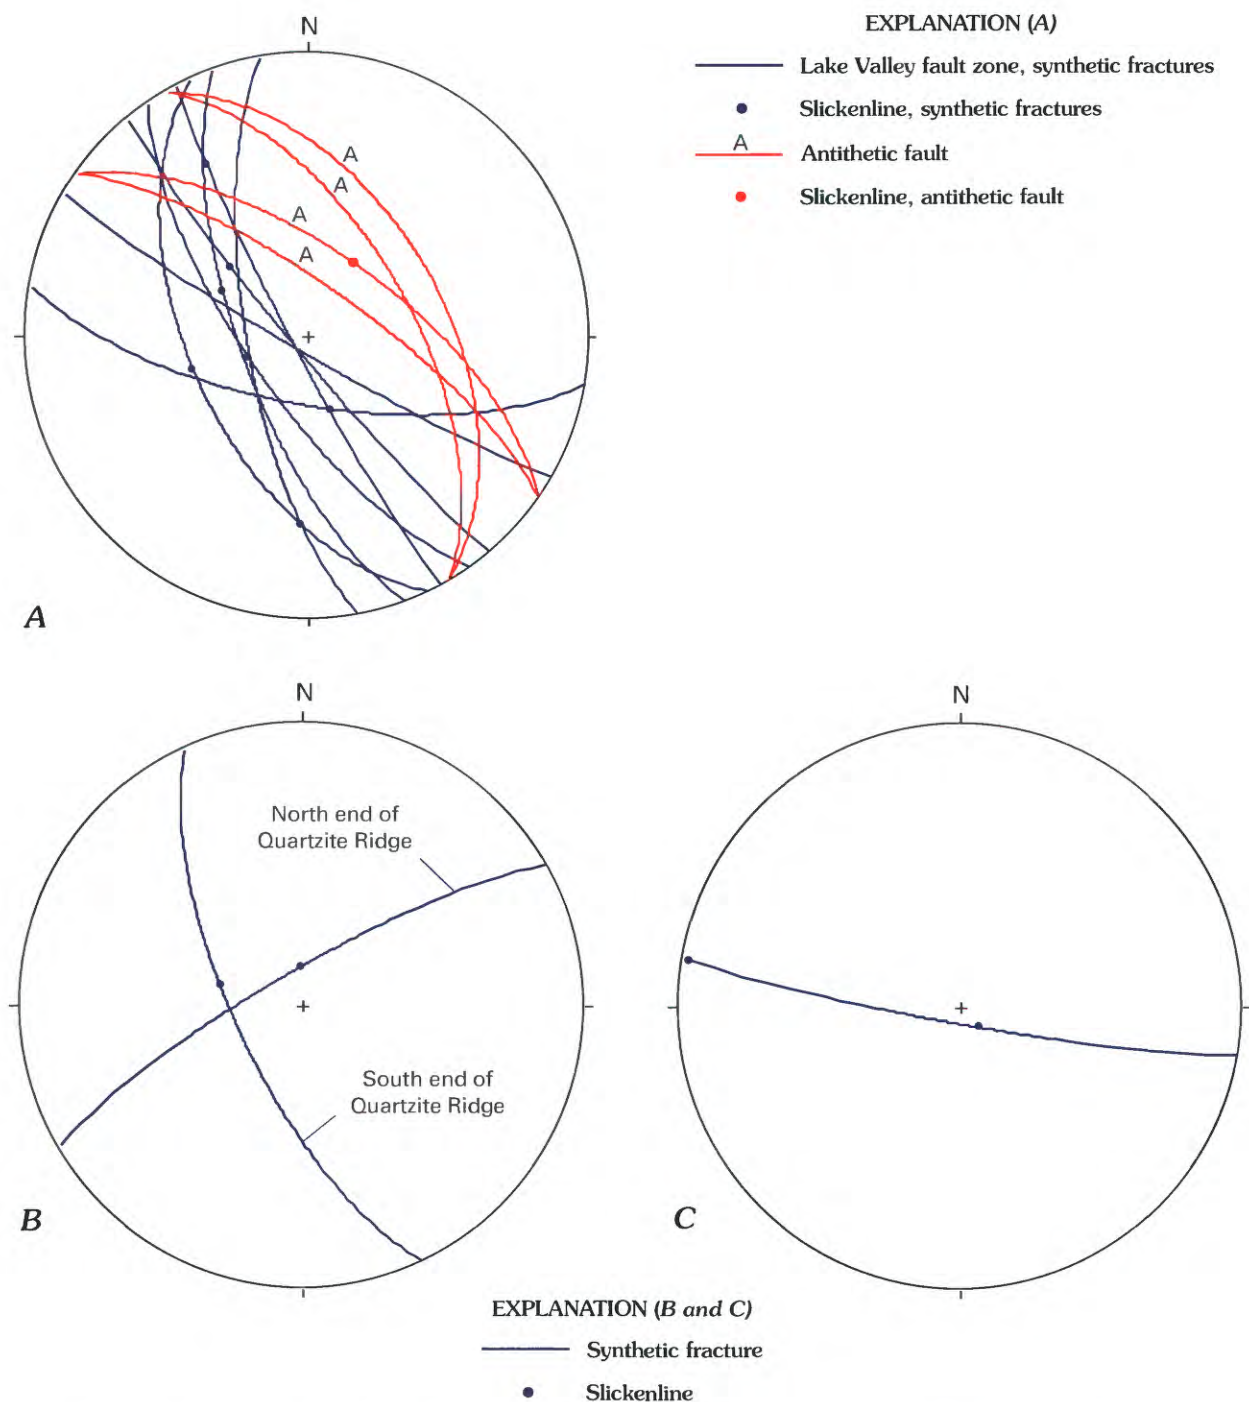 N
EXPLANATION (A)
Lake Valley fault zone, synthetic fractures
Slickenline, synthetic fractures
A Antithetic fault
Slickenline, antithetic fault
A
A
A
A
A
N
North end of
Quartzite Ridge
South end of
Quartzite Ridge
B
N
C
EXPLANATION (B and C)
Synthetic fracture
Slickenline